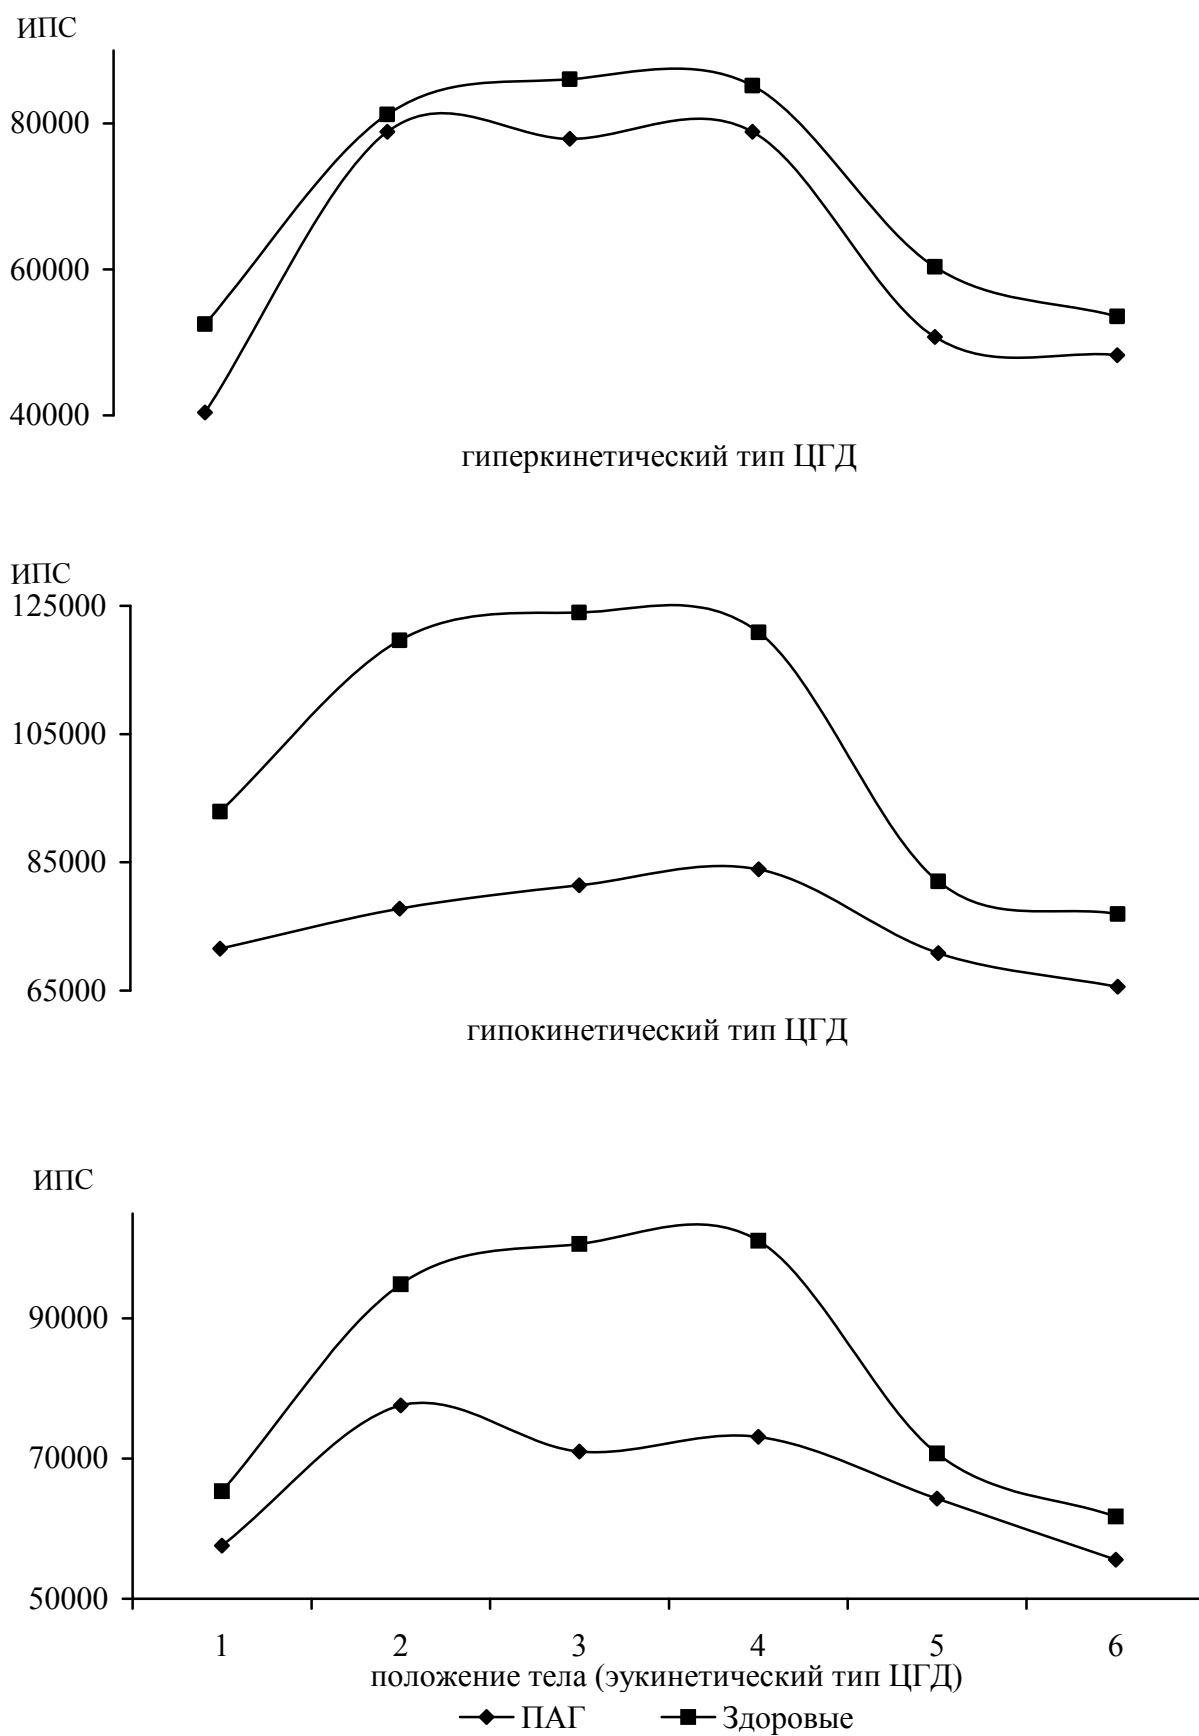 ИПС
80000
60000
40000
гиперкинетический тип ЦГД
ИПС
125000
105000
85000
65000
гипокинетический тип ЦГД
ИПС
90000
70000
50000
1 2 3 4 5 6
положение тела (эукинетический тип ЦГД)
ПАГ Здоровые